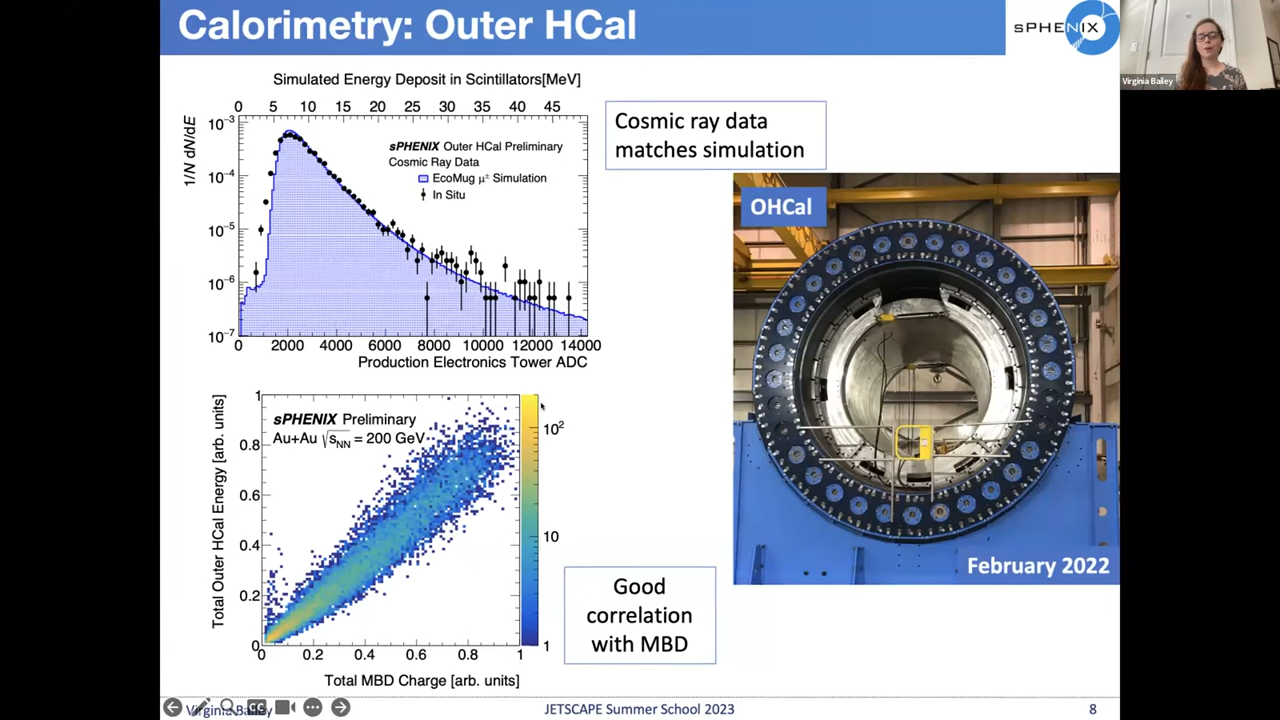 Calorimetry: Outer HCal
sPHENIX
Virginia Bailey
Simulated Energy Deposit in Scintillators[MeV]
0 5 10 15 20 25 30 35 40 45
1/N dN/dE
10⁻³
10⁻⁴
10⁻⁵
10⁻⁶
10⁻⁷
sPHENIX Outer HCal Preliminary
Cosmic Ray Data
EcoMug μ± Simulation
In Situ
0 2000 4000 6000 8000 10000 12000 14000
Production Electronics Tower ADC
Cosmic ray data
matches simulation
OHCal
February 2022
Total Outer HCal Energy [arb. units]
1
0.8
0.6
0.4
0.2
0
sPHENIX Preliminary
Au+Au √sNN = 200 GeV
10²
10
1
0 0.2 0.4 0.6 0.8 1
Total MBD Charge [arb. units]
Good
correlation
with MBD
Virginia Bailey
JETSCAPE Summer School 2023
8